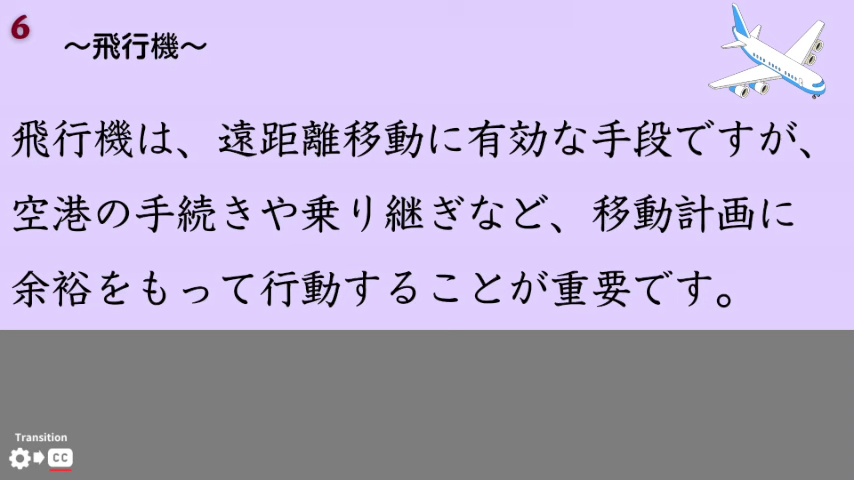 6
～飛行機～
飛行機は、遠距離移動に有効な手段ですが、
空港の手続きや乗り継ぎなど、移動計画に
余裕をもって行動することが重要です。
Transition
CC